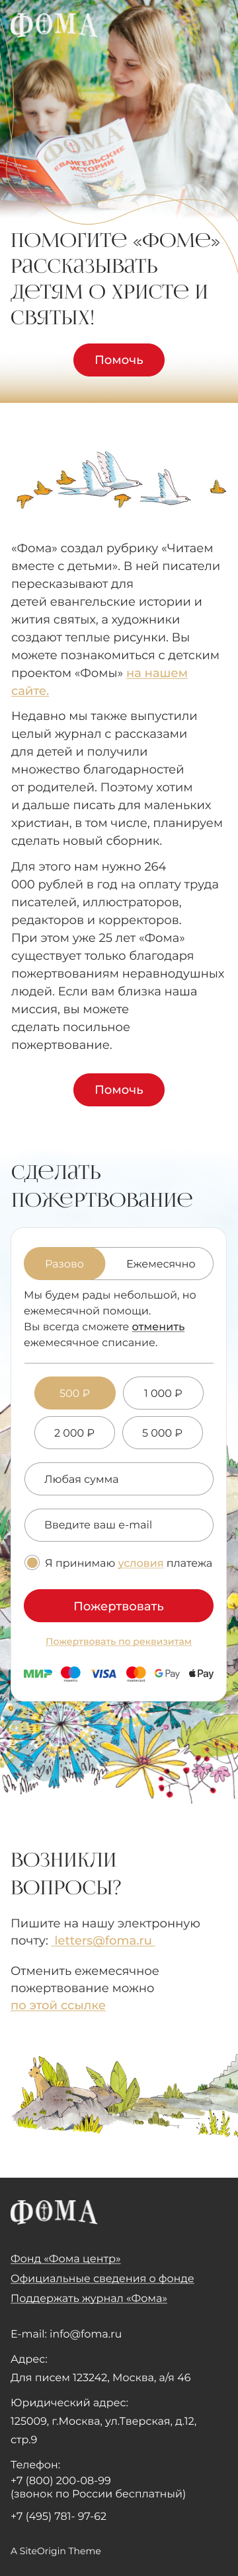 ФОМА
ФОМА
ЕВАНГЕЛЬСКИЕ
ИСТОРИИ
ПОМОГИТЕ «ФОМЕ»
РАССКАЗЫВАТЬ
ДЕТЯМ О ХРИСТЕ И
СВЯТЫХ!
Помочь
«Фома» создал рубрику «Читаем
вместе с детьми». В ней писатели
пересказывают для
детей евангельские истории и
жития святых, а художники
создают теплые рисунки. Вы
можете познакомиться с детским
проектом «Фомы» на нашем
сайте.
Недавно мы также выпустили
целый журнал с рассказами
для детей и получили
множество благодарностей
от родителей. Поэтому хотим
и дальше писать для маленьких
христиан, в том числе, планируем
сделать новый сборник.
Для этого нам нужно 264
000 рублей в год на оплату труда
писателей, иллюстраторов,
редакторов и корректоров.
При этом уже 25 лет «Фома»
существует только благодаря
пожертвованиям неравнодушных
людей. Если вам близка наша
миссия, вы можете
сделать посильное
пожертвование.
Помочь
Сделать
пожертвование
Разово
Ежемесячно
Мы будем рады небольшой, но
ежемесячной помощи.
Вы всегда сможете отменить
ежемесячное списание.
500 ₽
1 000 ₽
2 000 ₽
5 000 ₽
Любая сумма
Введите ваш e-mail
Я принимаю условия платежа
Пожертвовать
Пожертвовать по реквизитам
МИР
VISA
G Pay
Pay
ВОЗНИКЛИ
ВОПРОСЫ?
Пишите на нашу электронную
почту: letters@foma.ru
Отменить ежемесячное
пожертвование можно
по этой ссылке
ФОМА
Фонд «Фома центр»
Официальные сведения о фонде
Поддержать журнал «Фома»
E-mail: info@foma.ru
Адрес:
Для писем 123242, Москва, а/я 46
Юридический адрес:
125009, г.Москва, ул.Тверская, д.12,
стр.9
Телефон:
+7 (800) 200-08-99
(звонок по России бесплатный)
+7 (495) 781- 97-62
A SiteOrigin Theme